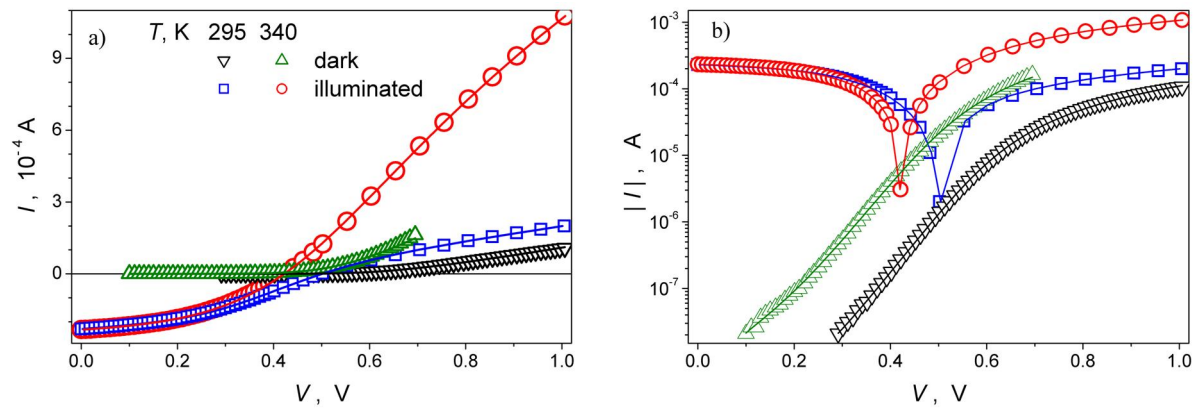 a)
T, K 295 340
dark
illuminated
I, 10⁻⁴ A
9
6
3
0
0.0 0.2 0.4 0.6 0.8 1.0
V, V
b)
10⁻³
10⁻⁴
10⁻⁵
10⁻⁶
10⁻⁷
|I|, A
0.0 0.2 0.4 0.6 0.8 1.0
V, V